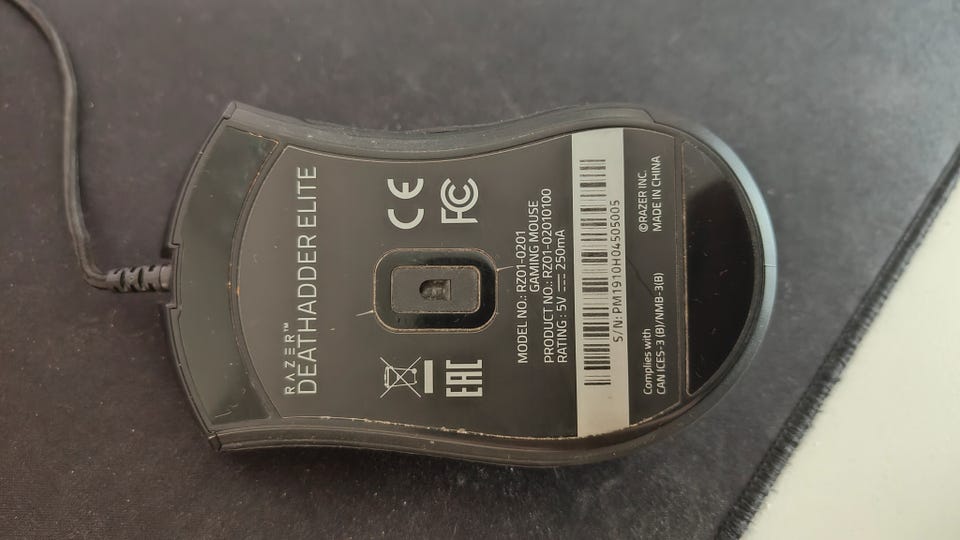 RAZER™
DEATHADDER ELITE
CE
FC
EAC
MODEL NO.: RZ01-0201
GAMING MOUSE
PRODUCT NO.: RZ01-02010100
RATING : 5V ⎓ 250mA
S/N: PM1910H04505005
Complies with
CAN ICES-3 (B)/NMB-3(B)
©RAZER INC.
MADE IN CHINA